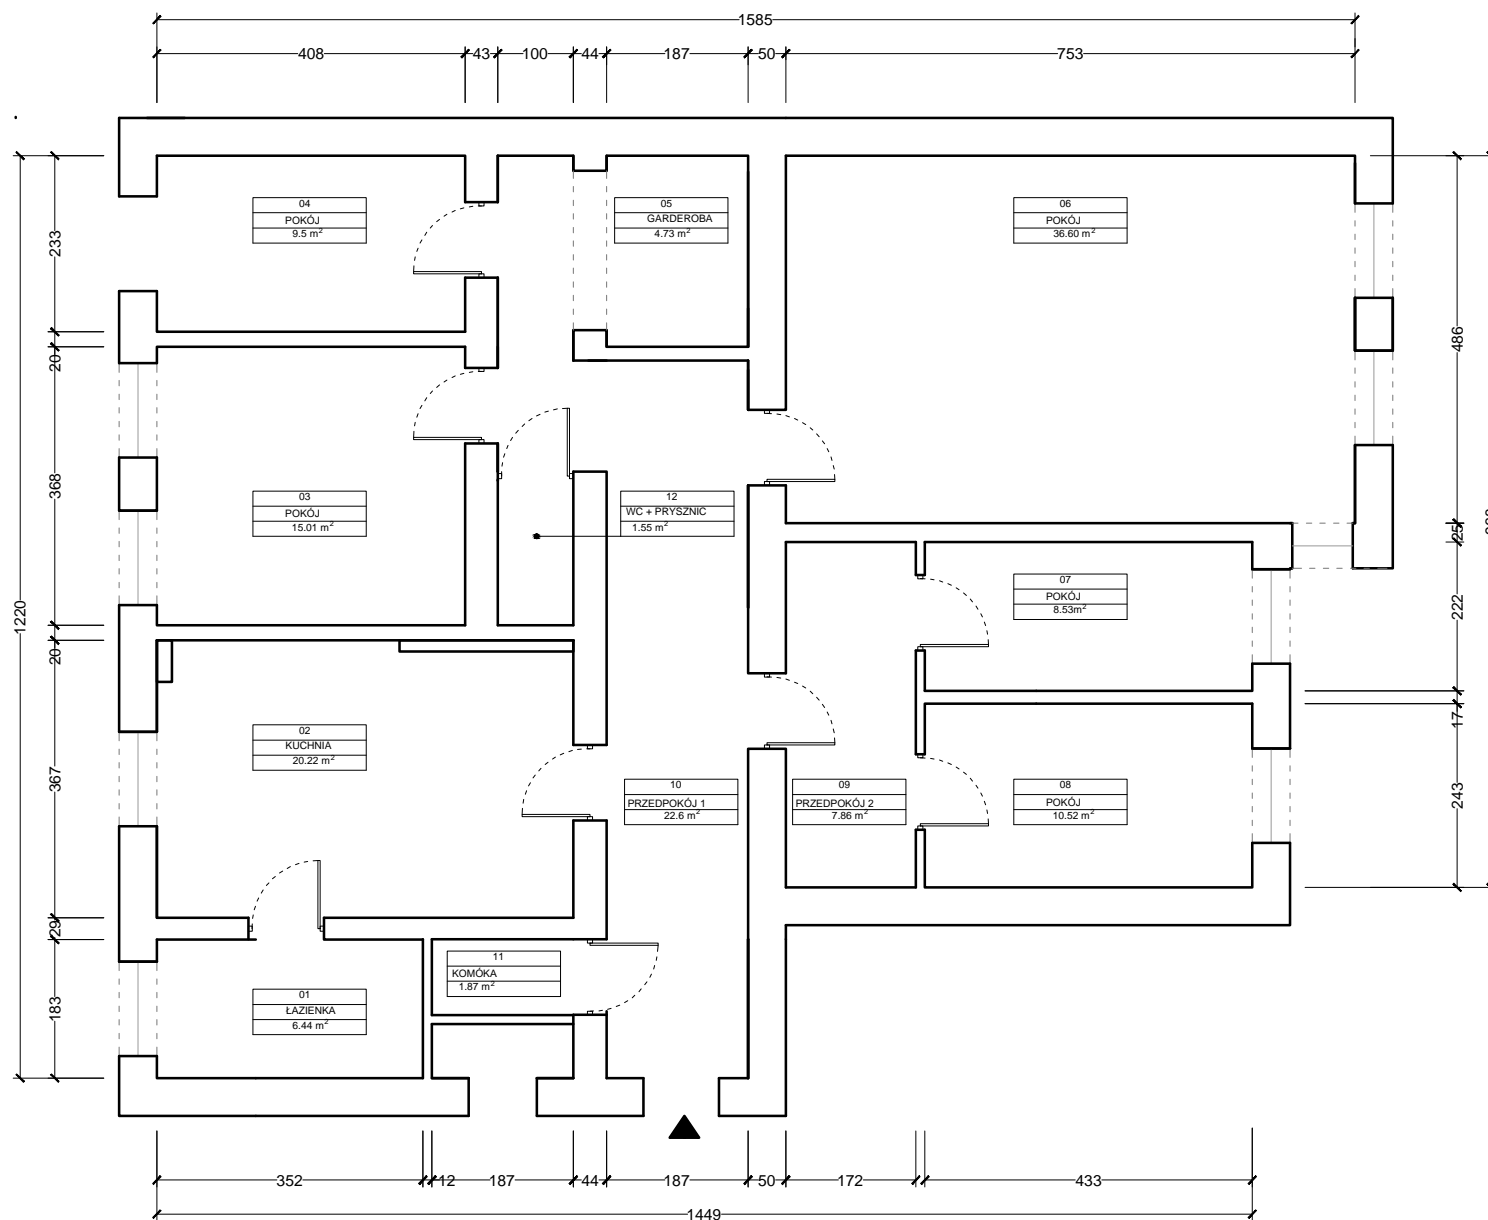 1585
408
43
100
44
187
50
753
04
POKÓJ
9.5 m²
05
GARDEROBA
4.73 m²
06
POKÓJ
36.60 m²
233
20
368
20
367
29
183
1220
486
25
222
17
243
03
POKÓJ
15.01 m²
12
WC + PRYSZNIC
1.55 m²
07
POKÓJ
8.53m²
02
KUCHNIA
20.22 m²
10
PRZEDPOKÓJ 1
22.6 m²
09
PRZEDPOKÓJ 2
7.86 m²
08
POKÓJ
10.52 m²
11
KOMÓKA
1.87 m²
01
ŁAZIENKA
6.44 m²
352
12
187
44
187
50
172
433
1449